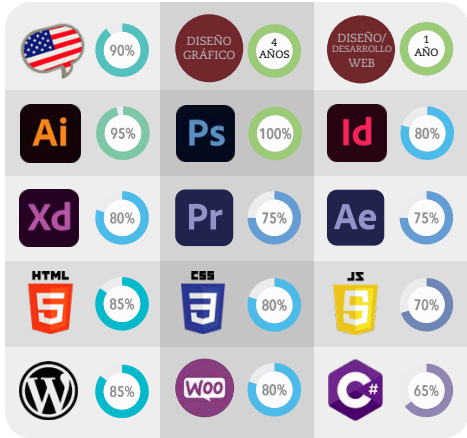 90%
DISEÑO
GRÁFICO
4
AÑOS
DISEÑO/
DESARROLLO
WEB
1
AÑO
Ai
95%
Ps
100%
Id
80%
Xd
80%
Pr
75%
Ae
75%
HTML
5
85%
CSS
3
80%
JS
5
70%
W
85%
WOO
80%
C#
65%